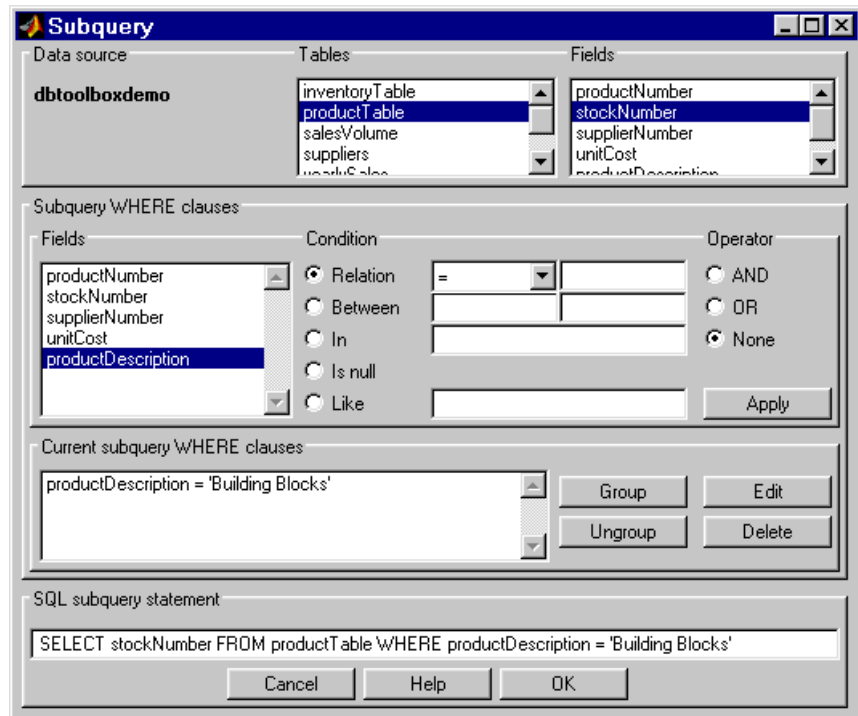 Subquery
Data source
Tables
Fields
dbtoolboxdemo
inventoryTable
productTable
salesVolume
suppliers
yearlySales
productNumber
stockNumber
supplierNumber
unitCost
productDescription
Subquery WHERE clauses
Fields
Condition
Operator
productNumber
stockNumber
supplierNumber
unitCost
productDescription
Relation
=
Between
In
Is null
Like
AND
OR
None
Apply
Current subquery WHERE clauses
productDescription = 'Building Blocks'
Group
Edit
Ungroup
Delete
SQL subquery statement
SELECT stockNumber FROM productTable WHERE productDescription = 'Building Blocks'
Cancel
Help
OK